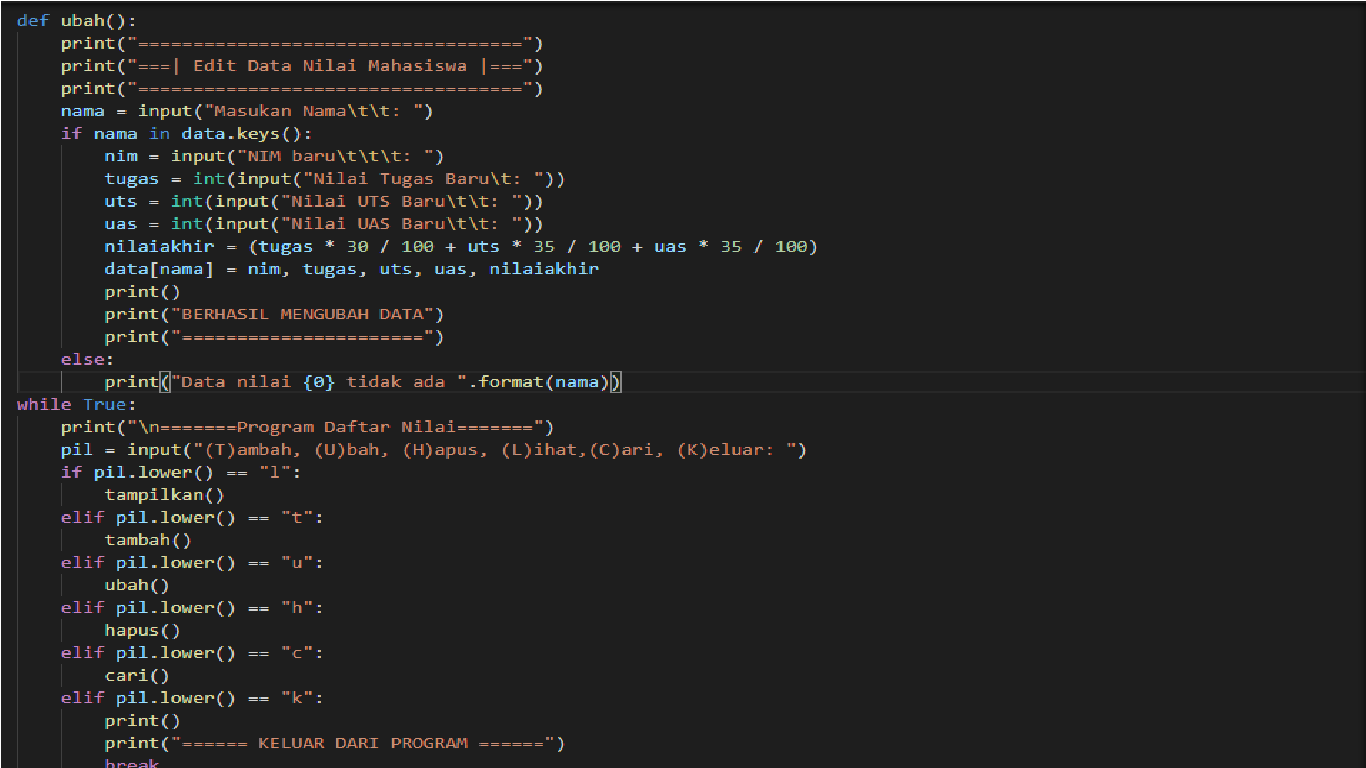 def ubah():
    print("===================================")
    print("===| Edit Data Nilai Mahasiswa |===")
    print("===================================")
    nama = input("Masukan Nama\t\t: ")
    if nama in data.keys():
        nim = input("NIM baru\t\t\t: ")
        tugas = int(input("Nilai Tugas Baru\t: "))
        uts = int(input("Nilai UTS Baru\t\t: "))
        uas = int(input("Nilai UAS Baru\t\t: "))
        nilaiakhir = (tugas * 30 / 100 + uts * 35 / 100 + uas * 35 / 100)
        data[nama] = nim, tugas, uts, uas, nilaiakhir
        print()
        print("BERHASIL MENGUBAH DATA")
        print("======================")
    else:
        print("Data nilai {0} tidak ada ".format(nama))
while True:
    print("\n=======Program Daftar Nilai=======")
    pil = input("(T)ambah, (U)bah, (H)apus, (L)ihat,(C)ari, (K)eluar: ")
    if pil.lower() == "l":
        tampilkan()
    elif pil.lower() == "t":
        tambah()
    elif pil.lower() == "u":
        ubah()
    elif pil.lower() == "h":
        hapus()
    elif pil.lower() == "c":
        cari()
    elif pil.lower() == "k":
        print()
        print("====== KELUAR DARI PROGRAM ======")
        break